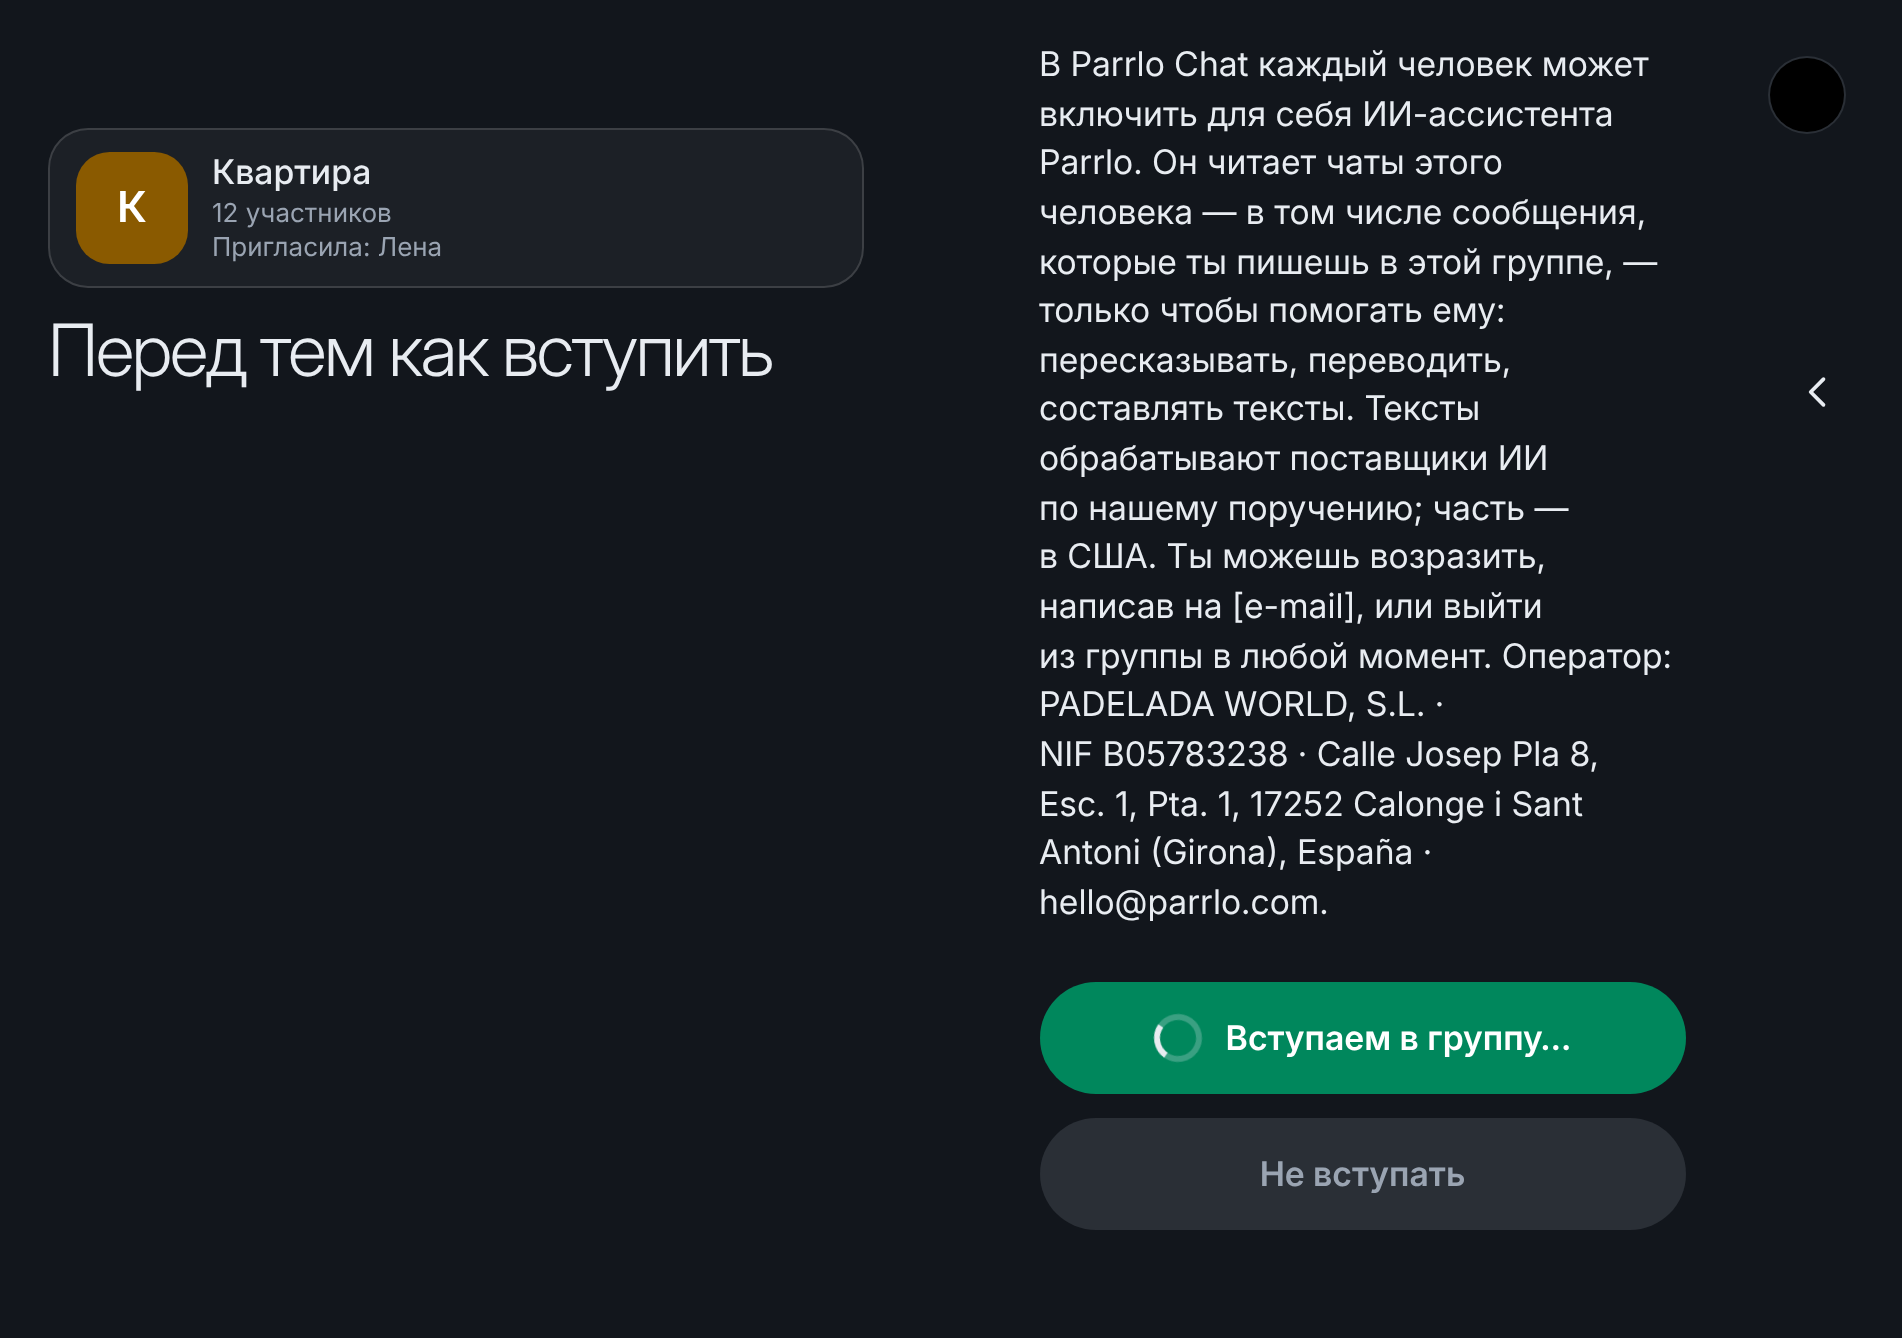 К
Квартира
12 участников
Пригласила: Лена
Перед тем как вступить
В Parrlo Chat каждый человек может
включить для себя ИИ-ассистента
Parrlo. Он читает чаты этого
человека — в том числе сообщения,
которые ты пишешь в этой группе, —
только чтобы помогать ему:
пересказывать, переводить,
составлять тексты. Тексты
обрабатывают поставщики ИИ
по нашему поручению; часть —
в США. Ты можешь возразить,
написав на [e-mail], или выйти
из группы в любой момент. Оператор:
PADELADA WORLD, S.L. ·
NIF B05783238 · Calle Josep Pla 8,
Esc. 1, Pta. 1, 17252 Calonge i Sant
Antoni (Girona), España ·
hello@parrlo.com.
Вступаем в группу...
Не вступать